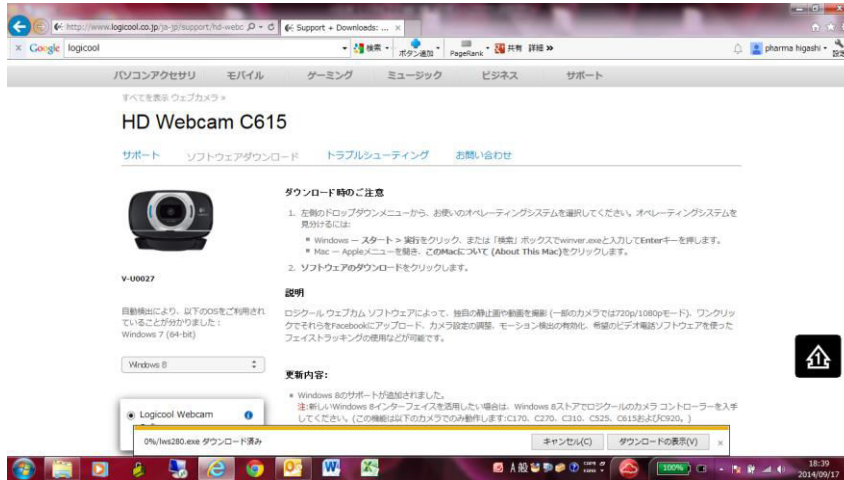 http://www.logicool.co.jp/ja-jp/support/hd-webc
Support + Downloads: ...
Google logicool 検索 ボタン追加 PageRank 共有 詳細 » pharma higashi
パソコンアクセサリ モバイル ゲーミング ミュージック ビジネス サポート
すべてを表示 ウェブカメラ »
HD Webcam C615
サポート ソフトウェアダウンロード トラブルシューティング お問い合わせ
ダウンロード時のご注意
1. 左側のドロップダウンメニューから、お使いのオペレーティングシステムを選択してください。オペレーティングシステムを
見分けるには:
Windows — スタート > 実行をクリック、または「検索」ボックスでwinver.exeと入力してEnterキーを押します。
Mac — Appleメニューを開き、このMacについて (About This Mac)をクリックします。
2. ソフトウェアのダウンロードをクリックします。
V-U0027
説明
自動検出により、以下のOSをご利用され
ていることが分かりました:
Windows 7 (64-bit)
ロジクール ウェブカム ソフトウェアによって、独自の静止画や動画を撮影 (一部のカメラでは720p/1080pモード)、ワンクリッ
クでそれらをFacebookにアップロード、カメラ設定の調整、モーション検出の有効化、希望のビデオ電話ソフトウェアを使った
フェイストラッキングの使用などが可能です。
Windows 8
更新内容:
Windows 8のサポートが追加されました。
注:新しいWindows 8インターフェイスを活用したい場合は、Windows 8ストアでロジクールのカメラ コントローラーを入手
してください。(この機能は以下のカメラでのみ動作します:C170、C270、C310、C525、C615およびC920。)
Logicool Webcam
0%/lws280.exe ダウンロード済み キャンセル(C) ダウンロードの表示(V) ×
A 般 100% 18:39
2014/09/17